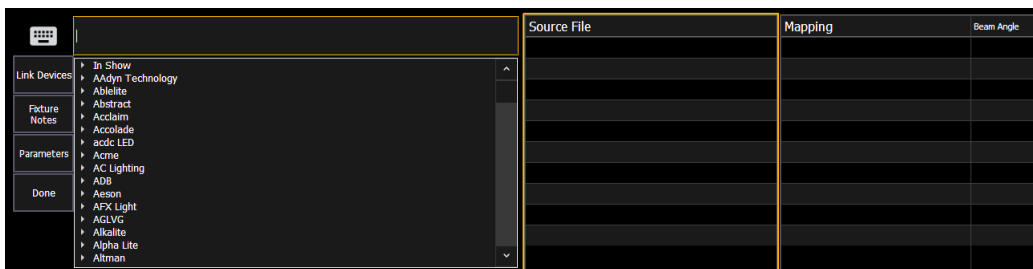 Link Devices
Fixture
Notes
Parameters
Done
In Show
AAdyn Technology
Ablelite
Abstract
Acclaim
Accolade
acdc LED
Acme
AC Lighting
ADB
Aeson
AFX Light
AGLVG
Alkalite
Alpha Lite
Altman
Source File
Mapping
Beam Angle